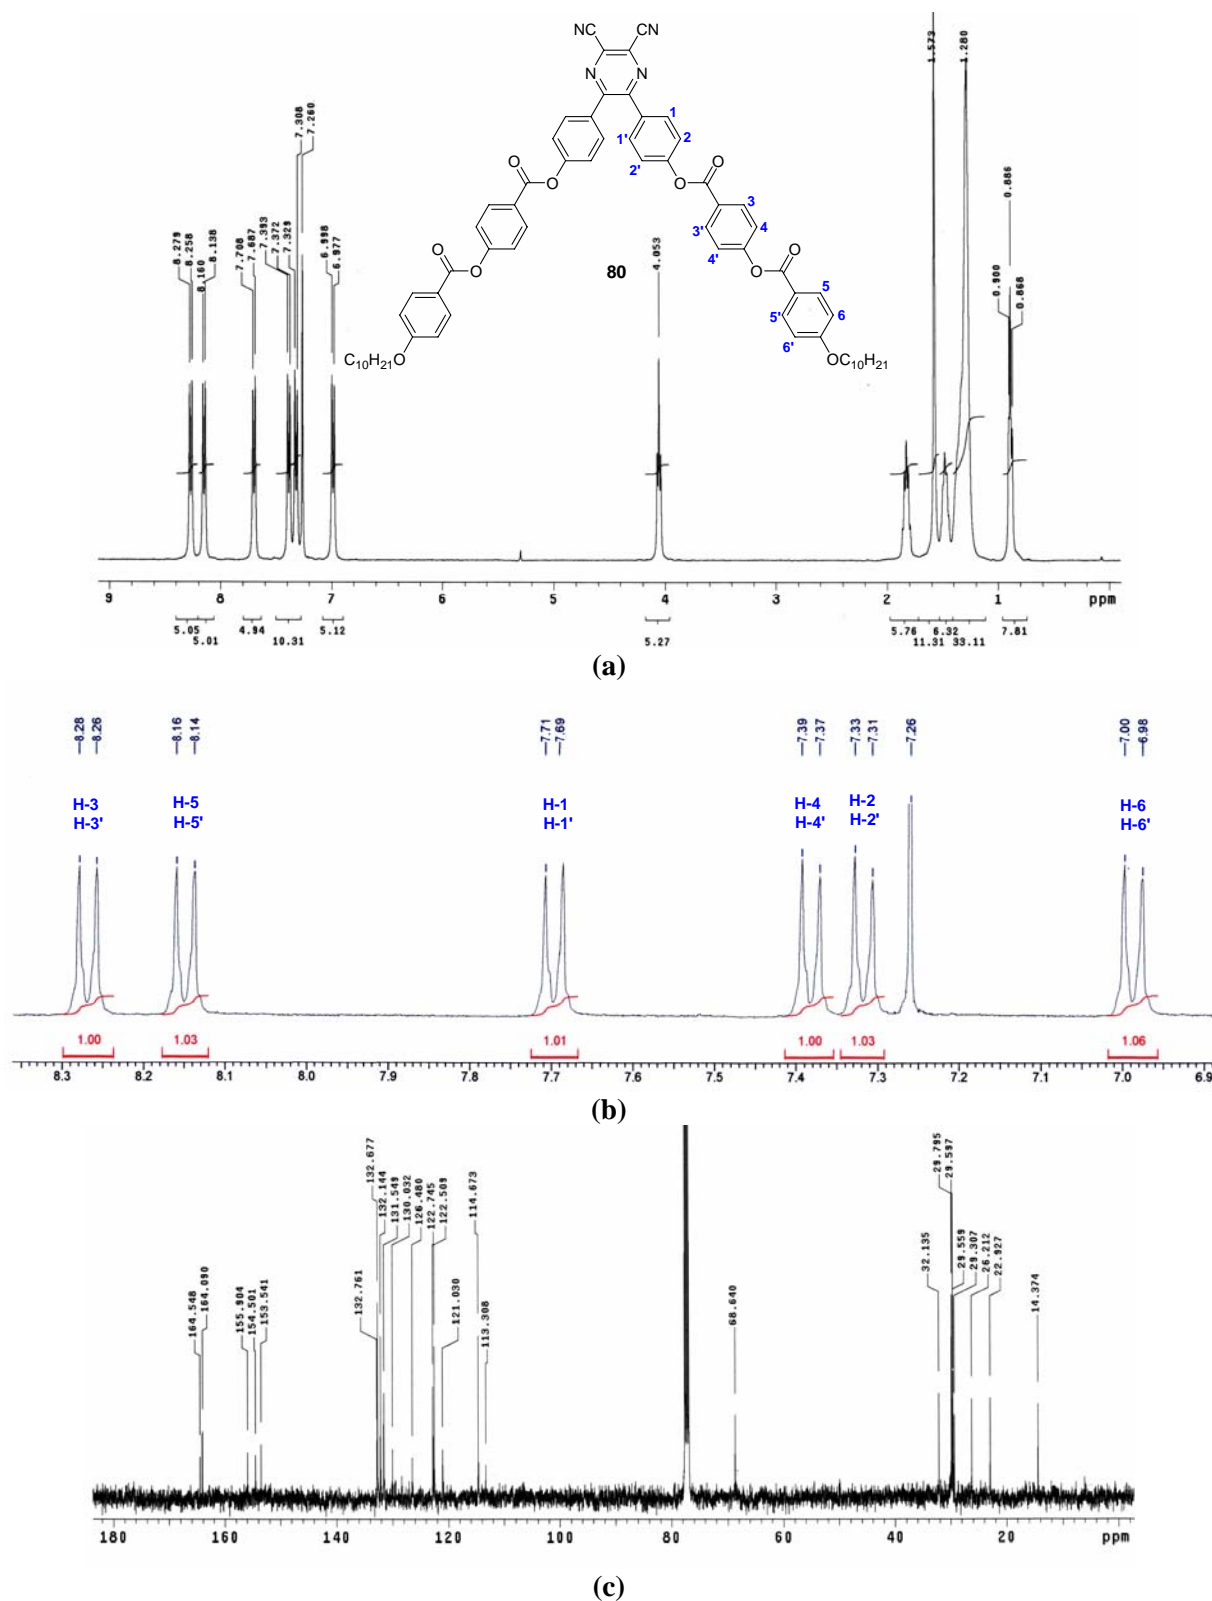 NC CN
N N
1
1'
2
2'
O
O
O
O
3
3'
4
4'
O
O
O
O
5
5'
6
6'
80
C10H21O
OC10H21
8.279
8.258
8.160
8.138
7.708
7.687
7.393
7.372
7.329
7.308
7.260
6.998
6.977
4.053
1.573
1.280
0.900
0.886
0.868
9 8 7 6 5 4 3 2 1 ppm
5.05 4.94 5.12 5.27 5.76 6.32 7.81
5.01 10.31 11.31 33.11
(a)
8.28 8.26 8.16 8.14 7.71 7.69 7.39 7.37 7.33 7.31 7.26 7.00 6.98
H-3 H-5 H-1 H-4 H-2 H-6
H-3' H-5' H-1' H-4' H-2' H-6'
1.00 1.03 1.01 1.00 1.03 1.06
8.3 8.2 8.1 8.0 7.9 7.8 7.7 7.6 7.5 7.4 7.3 7.2 7.1 7.0 6.9
(b)
164.548
164.090
155.904
154.501
153.541
132.761
132.677
132.144
131.549
130.032
126.480
122.745
122.509
121.030
114.673
113.308
68.640
32.135
29.795
29.597
29.559
29.307
26.212
22.927
14.374
180 160 140 120 100 80 60 40 20 ppm
(c)